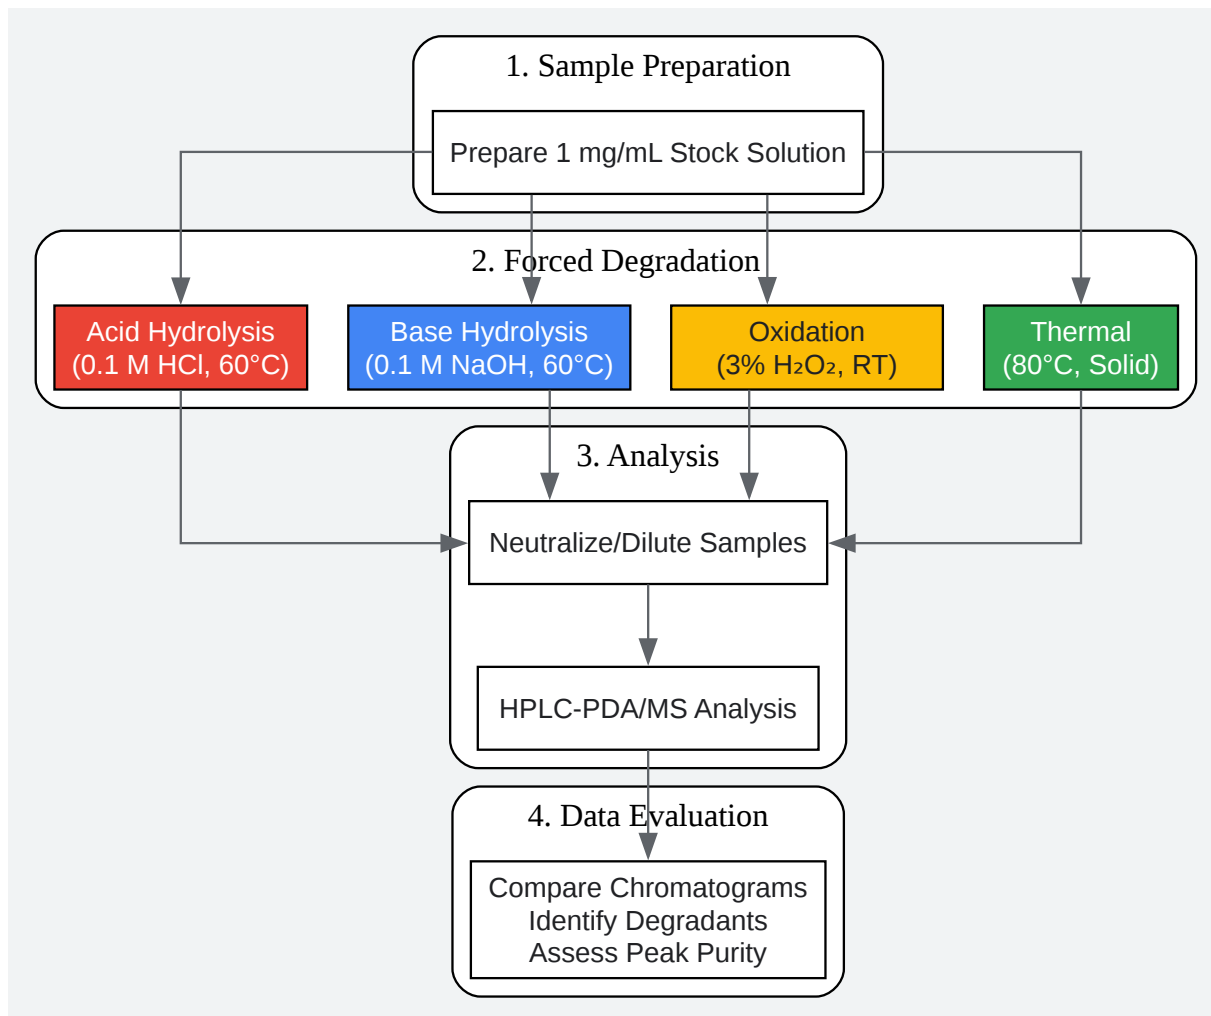 1. Sample Preparation
Prepare 1 mg/mL Stock Solution
2. Forced Degradation
Acid Hydrolysis
(0.1 M HCl, 60°C)
Base Hydrolysis
(0.1 M NaOH, 60°C)
Oxidation
(3% H₂O₂, RT)
Thermal
(80°C, Solid)
3. Analysis
Neutralize/Dilute Samples
HPLC-PDA/MS Analysis
4. Data Evaluation
Compare Chromatograms
Identify Degradants
Assess Peak Purity